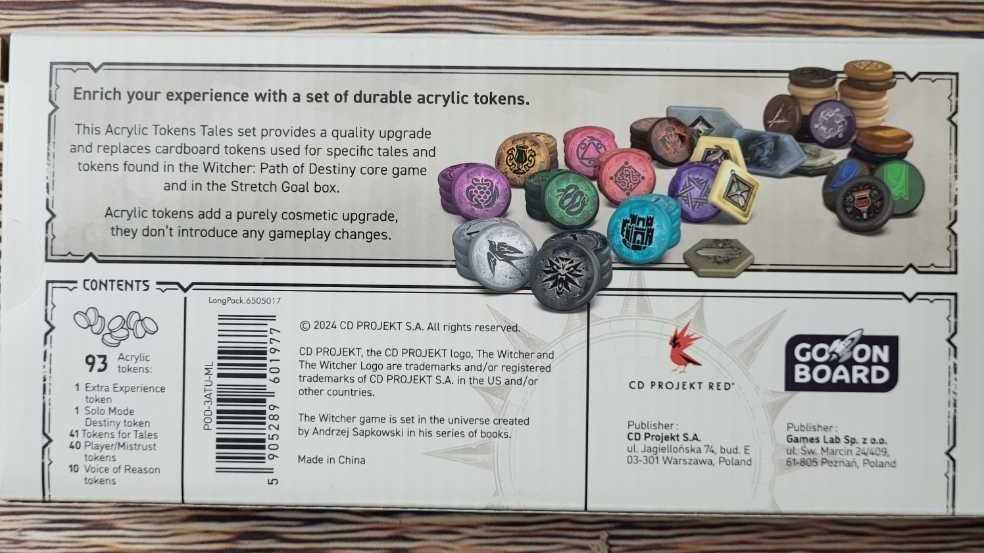 Enrich your experience with a set of durable acrylic tokens.
This Acrylic Tokens Tales set provides a quality upgrade
and replaces cardboard tokens used for specific tales and
tokens found in the Witcher: Path of Destiny core game
and in the Stretch Goal box.
Acrylic tokens add a purely cosmetic upgrade,
they don't introduce any gameplay changes.
CONTENTS
93 Acrylic
tokens:
1 Extra Experience
token
1 Solo Mode
Destiny token
41 Tokens for Tales
40 Player/Mistrust
tokens
10 Voice of Reason
tokens
LongPack.6505017
POD-3ATU-ML
5 905289 601977
© 2024 CD PROJEKT S.A. All rights reserved.
CD PROJEKT, the CD PROJEKT logo, The Witcher and
The Witcher Logo are trademarks and/or registered
trademarks of CD PROJEKT S.A. in the US and/or
other countries.
The Witcher game is set in the universe created
by Andrzej Sapkowski in his series of books.
Made in China
CD PROJEKT RED®
Publisher:
CD Projekt S.A.
ul. Jagiellońska 74, bud. E
03-301 Warszawa, Poland
GO ON
BOARD
Publisher:
Games Lab Sp. z o.o.
ul. Św. Marcin 24/409,
61-805 Poznań, Poland